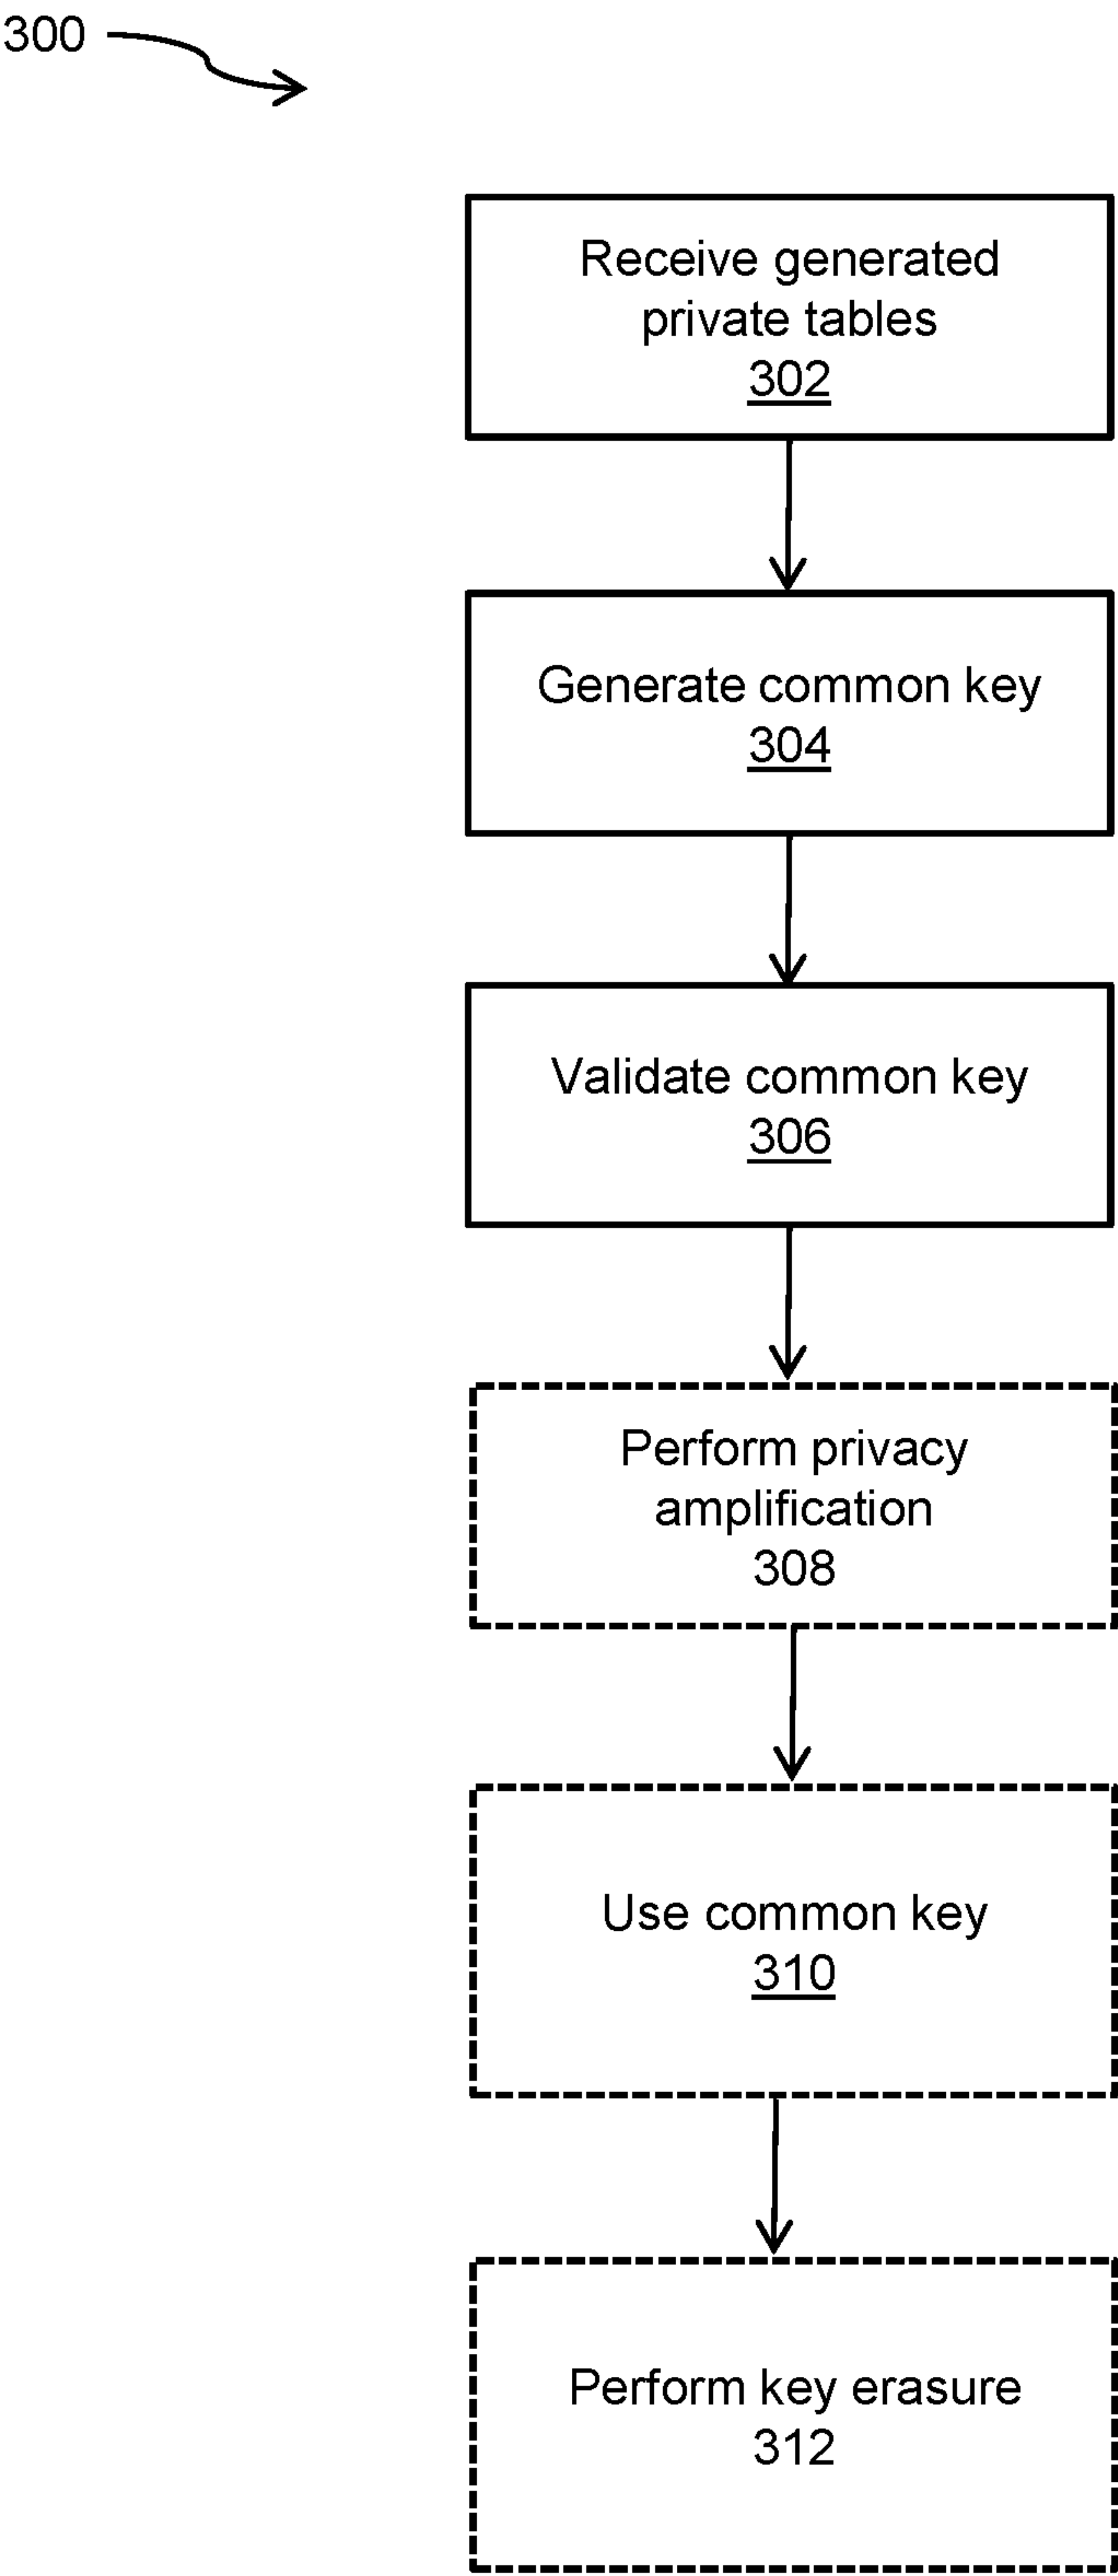 300
Receive generated
private tables
302
Generate common key
304
Validate common key
306
Perform privacy
amplification
308
Use common key
310
Perform key erasure
312